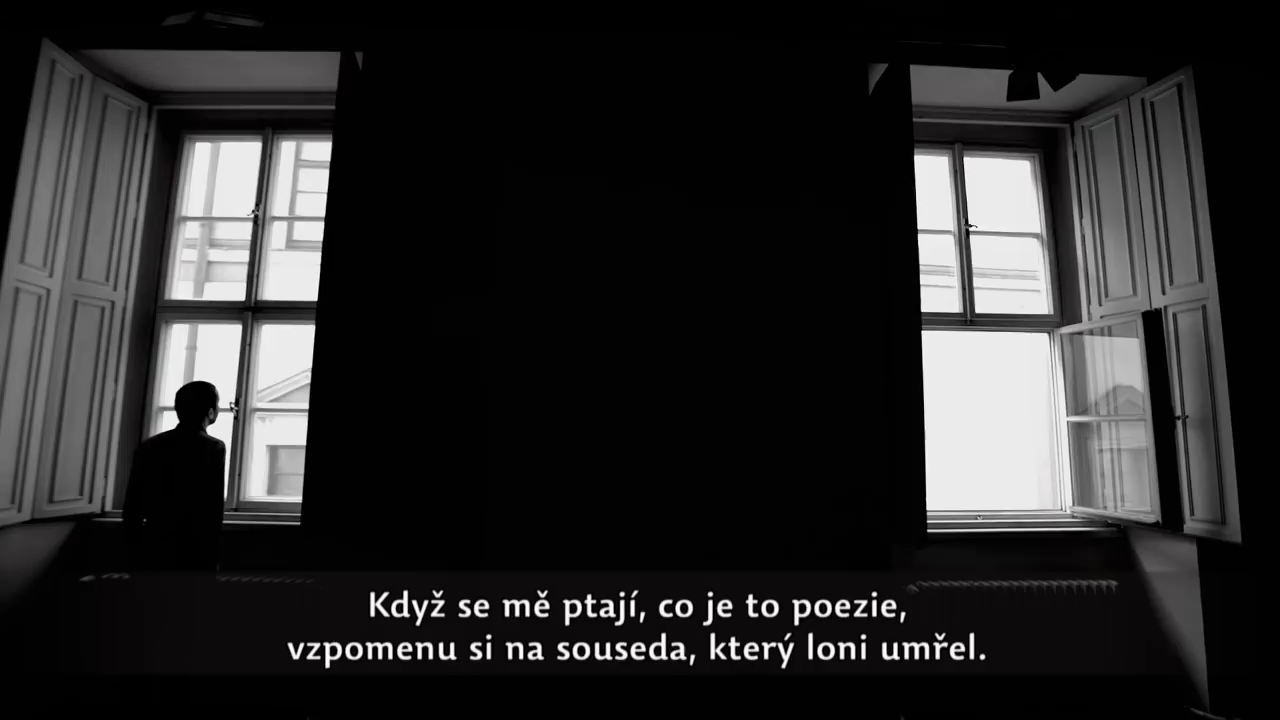 Když se mě ptají, co je to poezie,
vzpomenu si na souseda, který loni umřel.